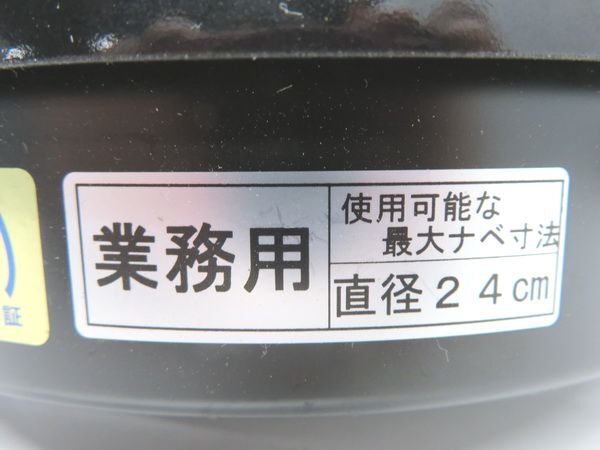 業務用
使用可能な
最大ナベ寸法
直径24cm
証